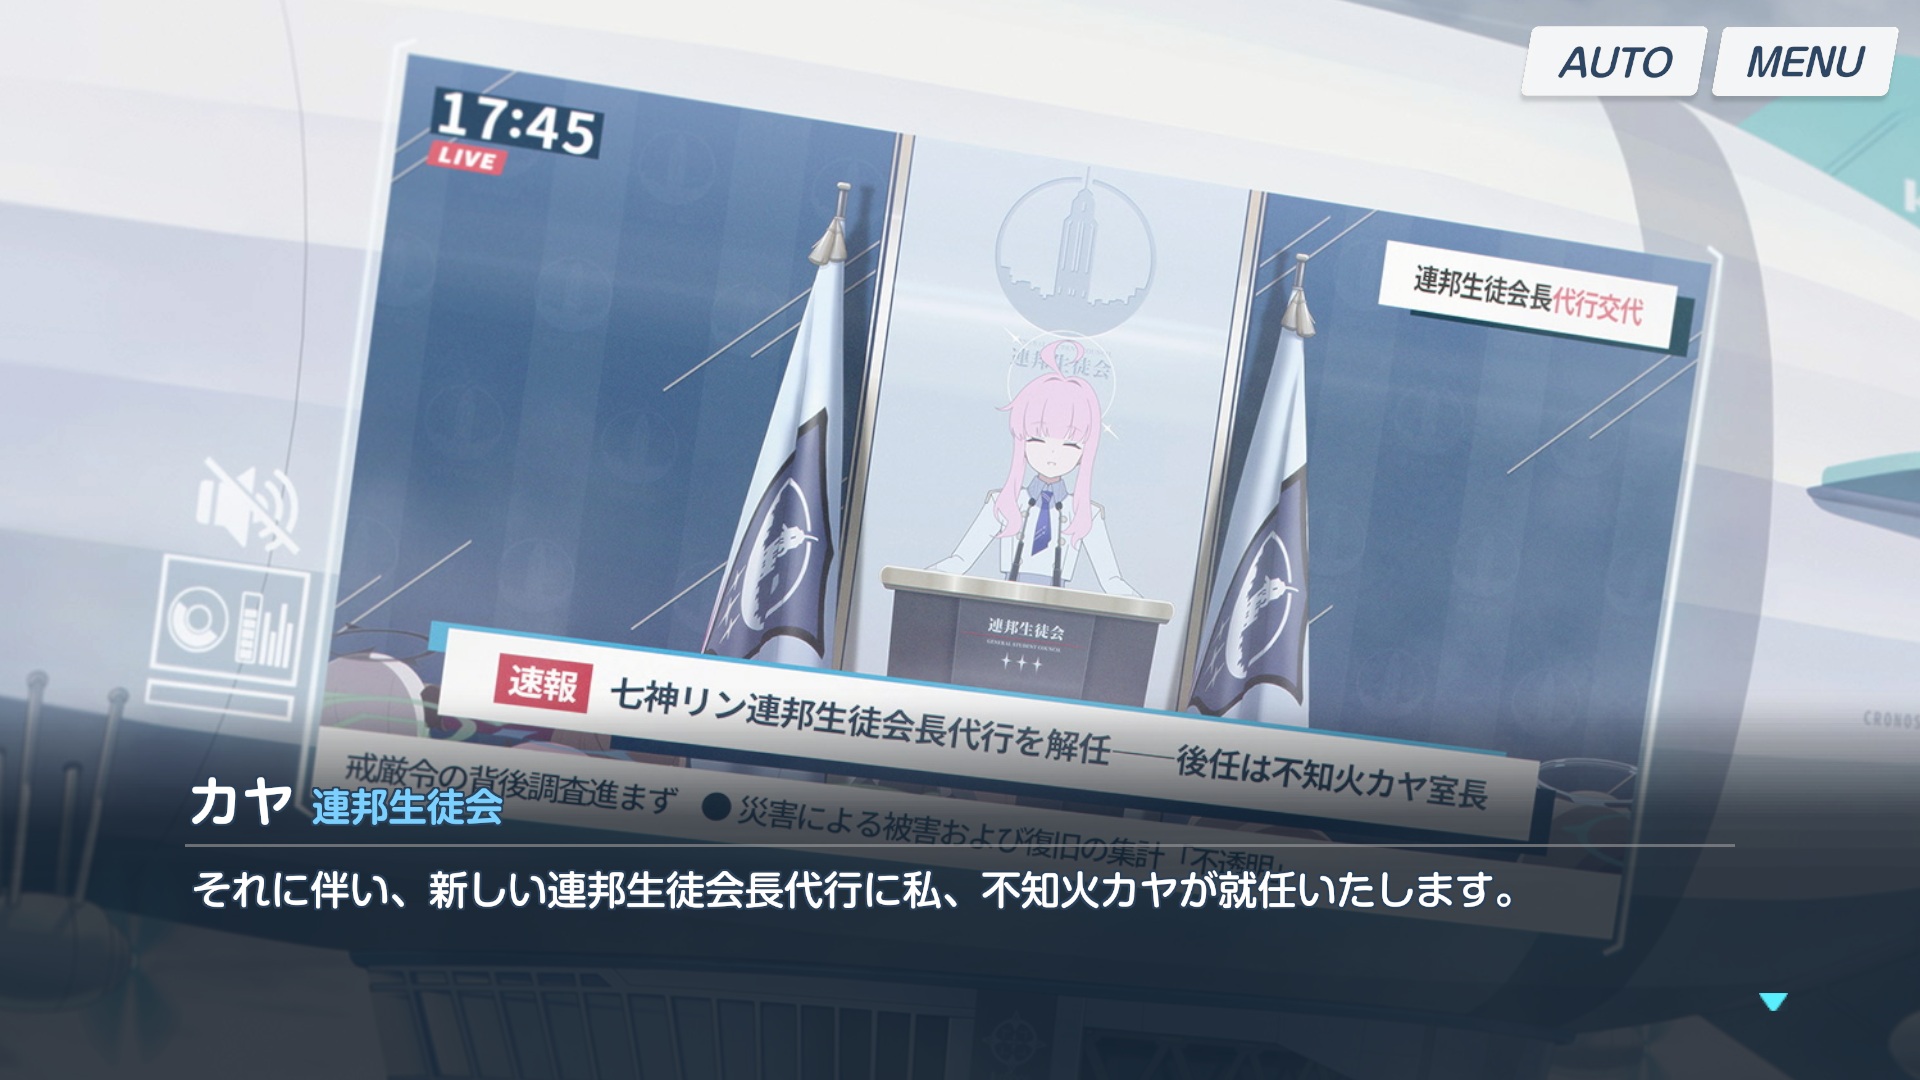 AUTO
MENU
17:45
LIVE
連邦生徒会長代行交代
連邦生徒会
連邦生徒会
GENERAL STUDENT COUNCIL
速報 七神リン連邦生徒会長代行を解任──後任は不知火カヤ室長
戒厳令の背後調査進まず ●災害による被害および復旧の集計「不透明」
CRONOS
カヤ 連邦生徒会
それに伴い、新しい連邦生徒会長代行に私、不知火カヤが就任いたします。